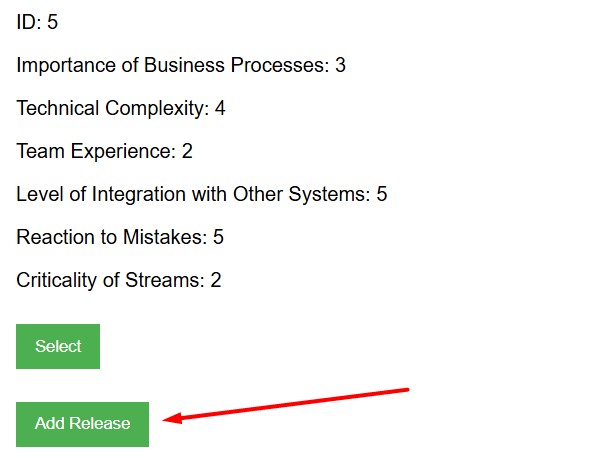 ID: 5
Importance of Business Processes: 3
Technical Complexity: 4
Team Experience: 2
Level of Integration with Other Systems: 5
Reaction to Mistakes: 5
Criticality of Streams: 2
Select
Add Release